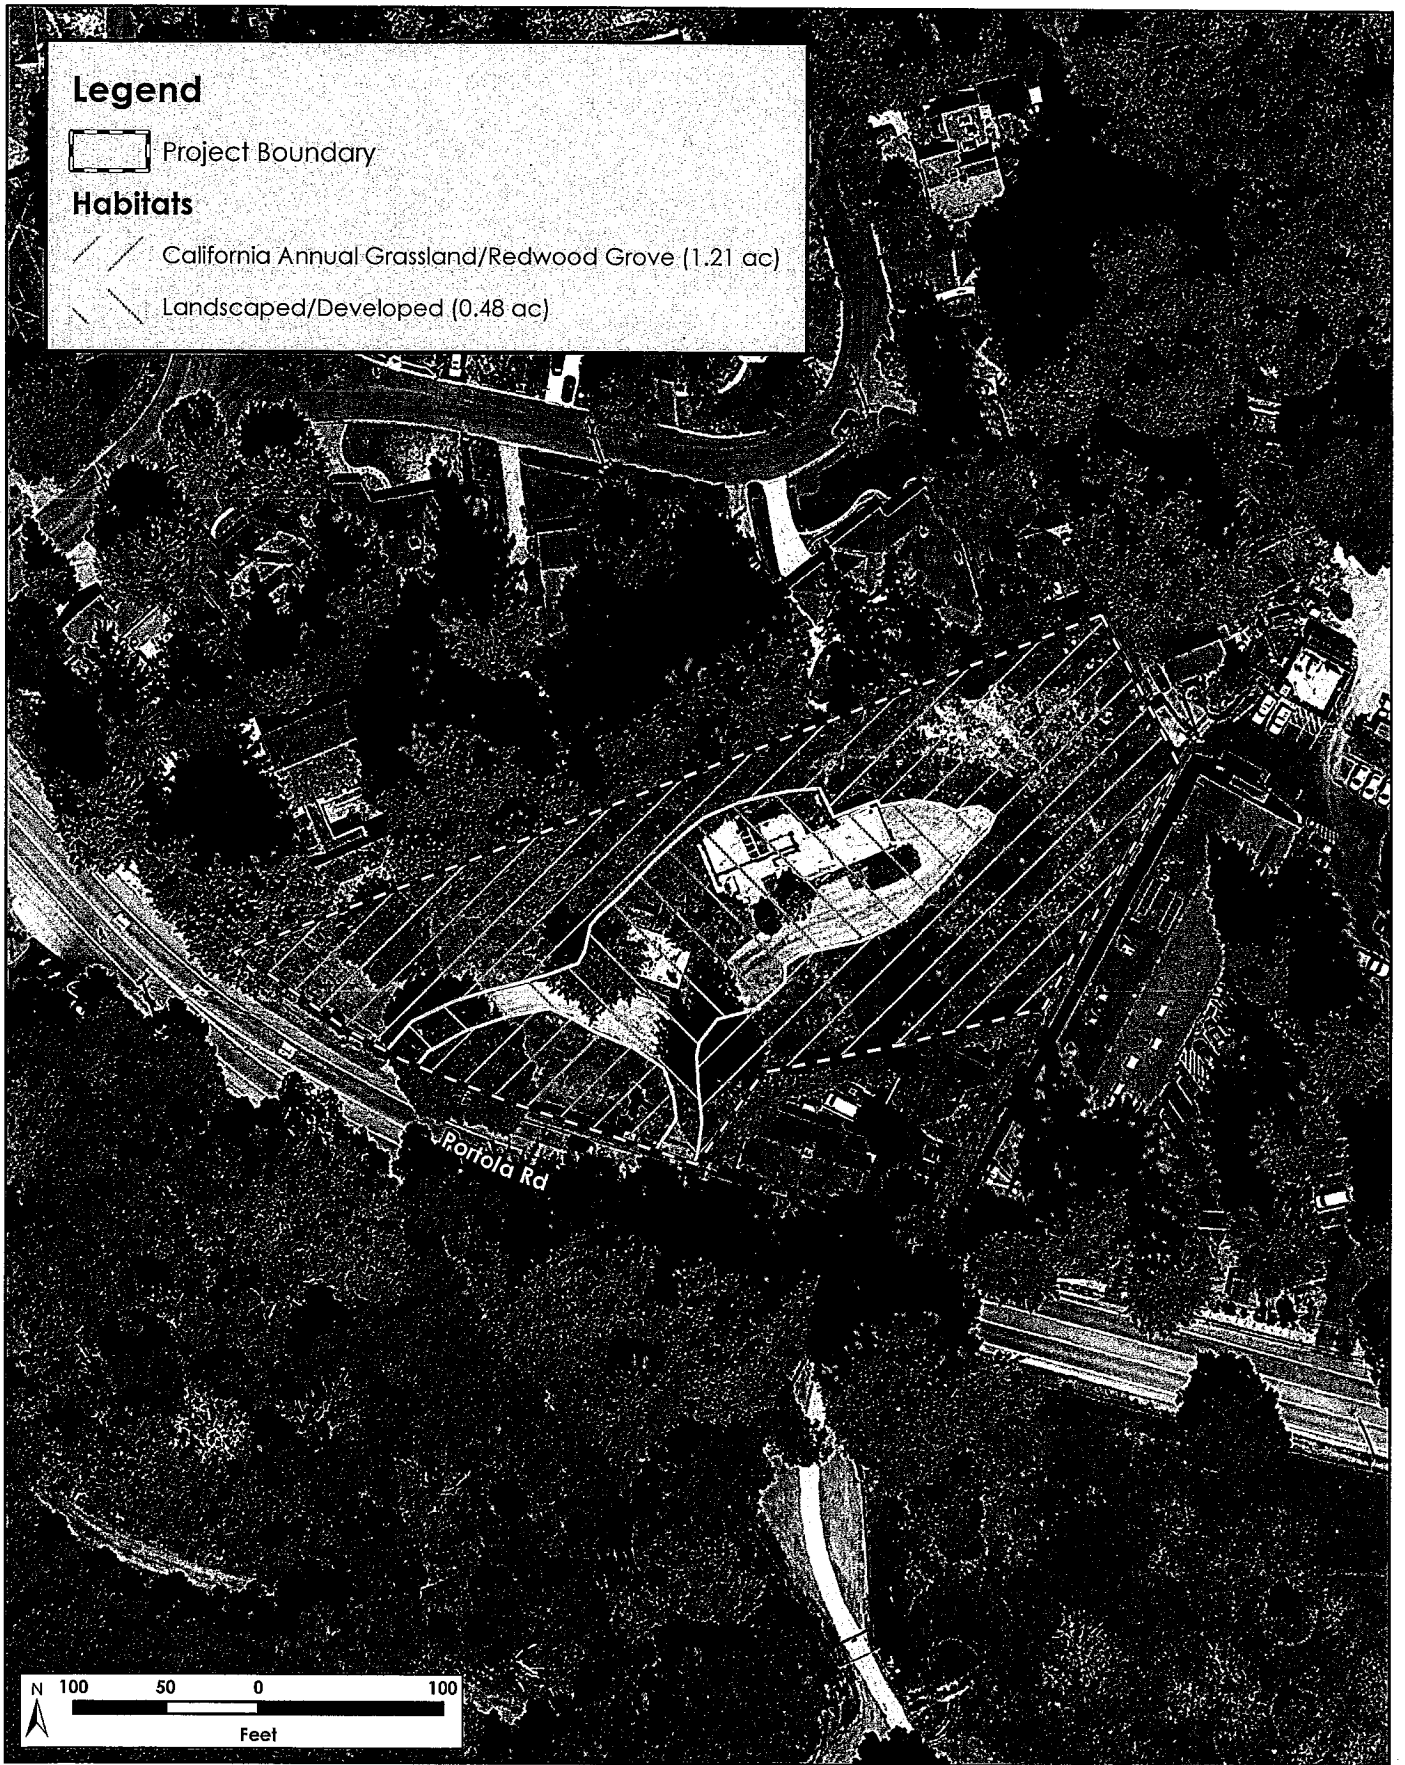 Legend
Project Boundary
Habitats
California Annual Grassland/Redwood Grove (1.21 ac)
Landscaped/Developed (0.48 ac)
Portola Rd
N 100 50 0 100
Feet